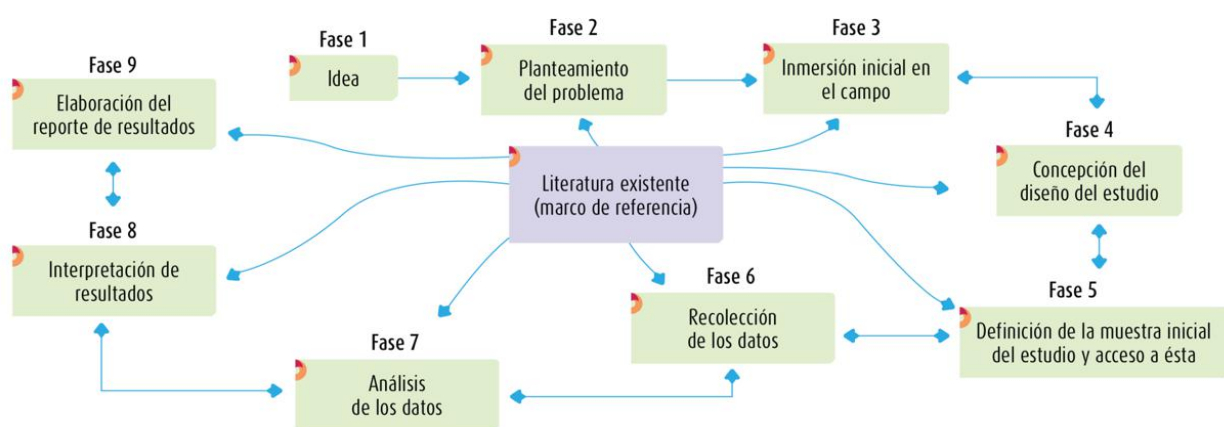 Fase 1
Idea
Fase 2
Planteamiento
del problema
Fase 3
Inmersión inicial en
el campo
Fase 4
Concepción del
diseño del estudio
Fase 5
Definición de la muestra inicial
del estudio y acceso a ésta
Fase 6
Recolección
de los datos
Fase 7
Análisis
de los datos
Fase 8
Interpretación de
resultados
Fase 9
Elaboración del
reporte de resultados
Literatura existente
(marco de referencia)